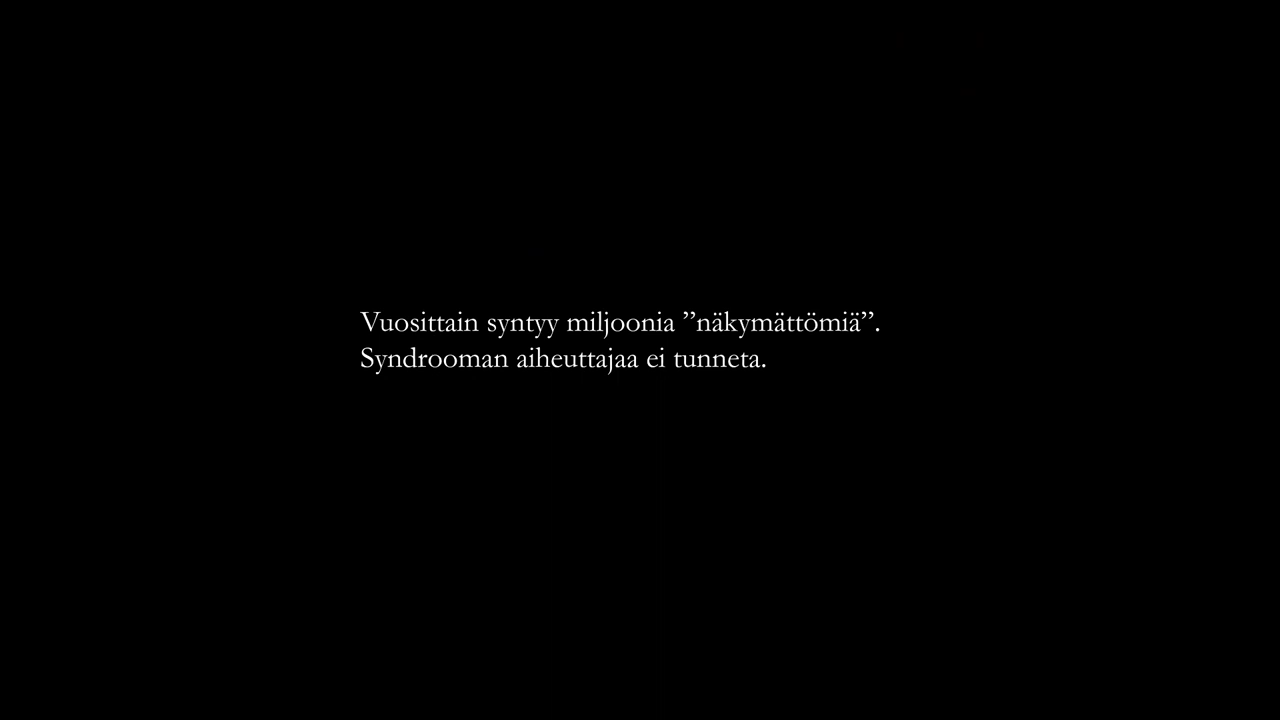 Vuosittain syntyy miljoonia ”näkymättömiä”.
Syndrooman aiheuttajaa ei tunneta.